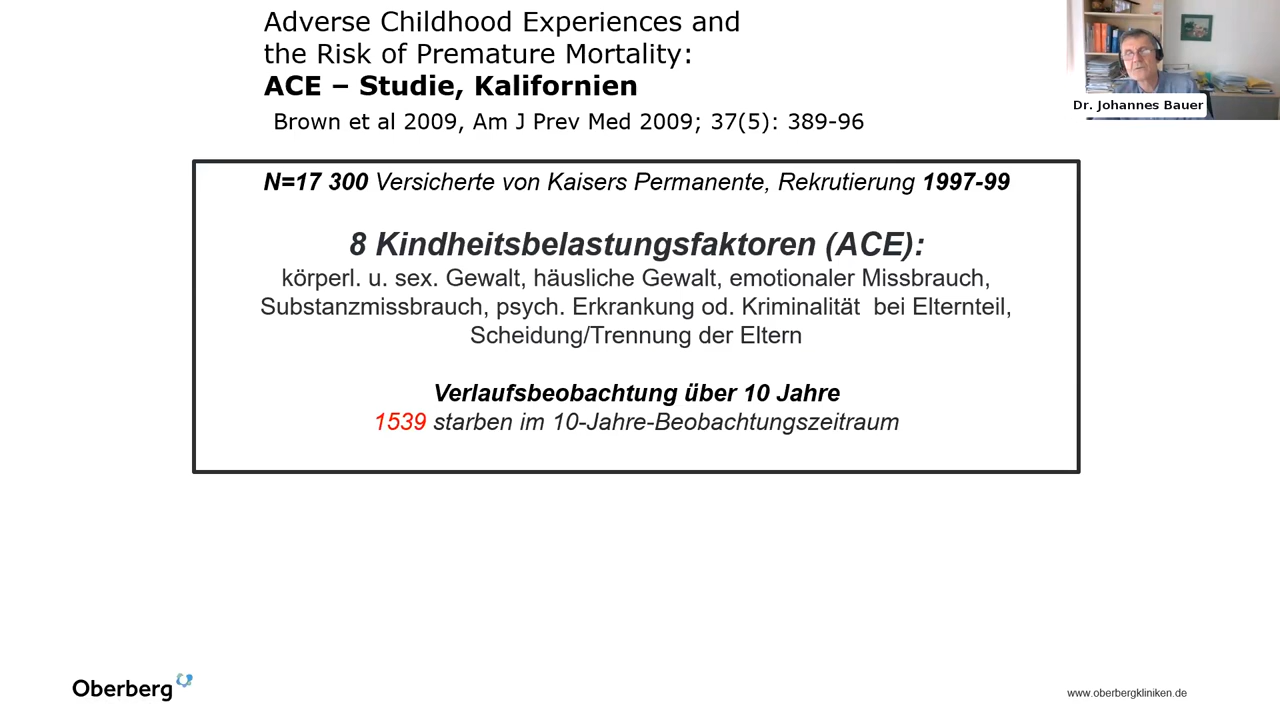 Adverse Childhood Experiences and
the Risk of Premature Mortality:
ACE – Studie, Kalifornien
Brown et al 2009, Am J Prev Med 2009; 37(5): 389-96
Dr. Johannes Bauer
N=17 300 Versicherte von Kaisers Permanente, Rekrutierung 1997-99
8 Kindheitsbelastungsfaktoren (ACE):
körperl. u. sex. Gewalt, häusliche Gewalt, emotionaler Missbrauch,
Substanzmissbrauch, psych. Erkrankung od. Kriminalität bei Elternteil,
Scheidung/Trennung der Eltern
Verlaufsbeobachtung über 10 Jahre
1539 starben im 10-Jahre-Beobachtungszeitraum
Oberberg
www.oberbergkliniken.de